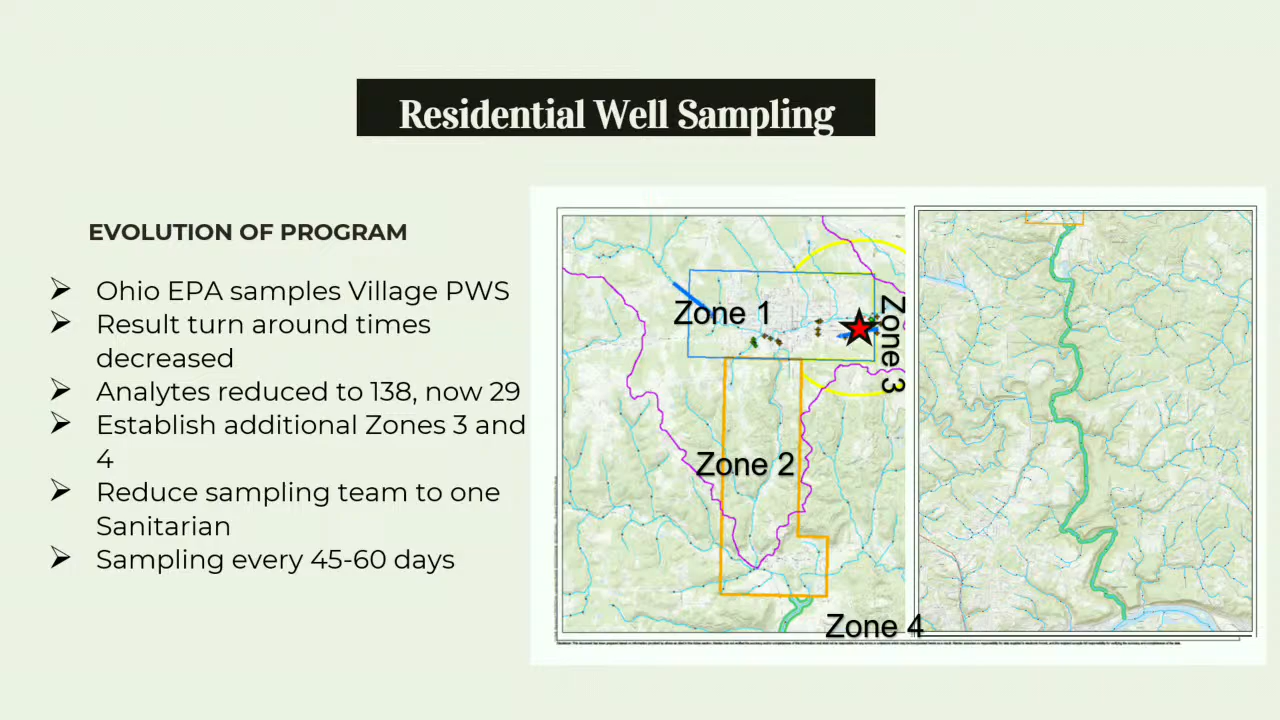 Residential Well Sampling
EVOLUTION OF PROGRAM
Ohio EPA samples Village PWS
Result turn around times
decreased
Analytes reduced to 138, now 29
Establish additional Zones 3 and
4
Reduce sampling team to one
Sanitarian
Sampling every 45-60 days
Zone 1
Zone 3
Zone 2
Zone 4